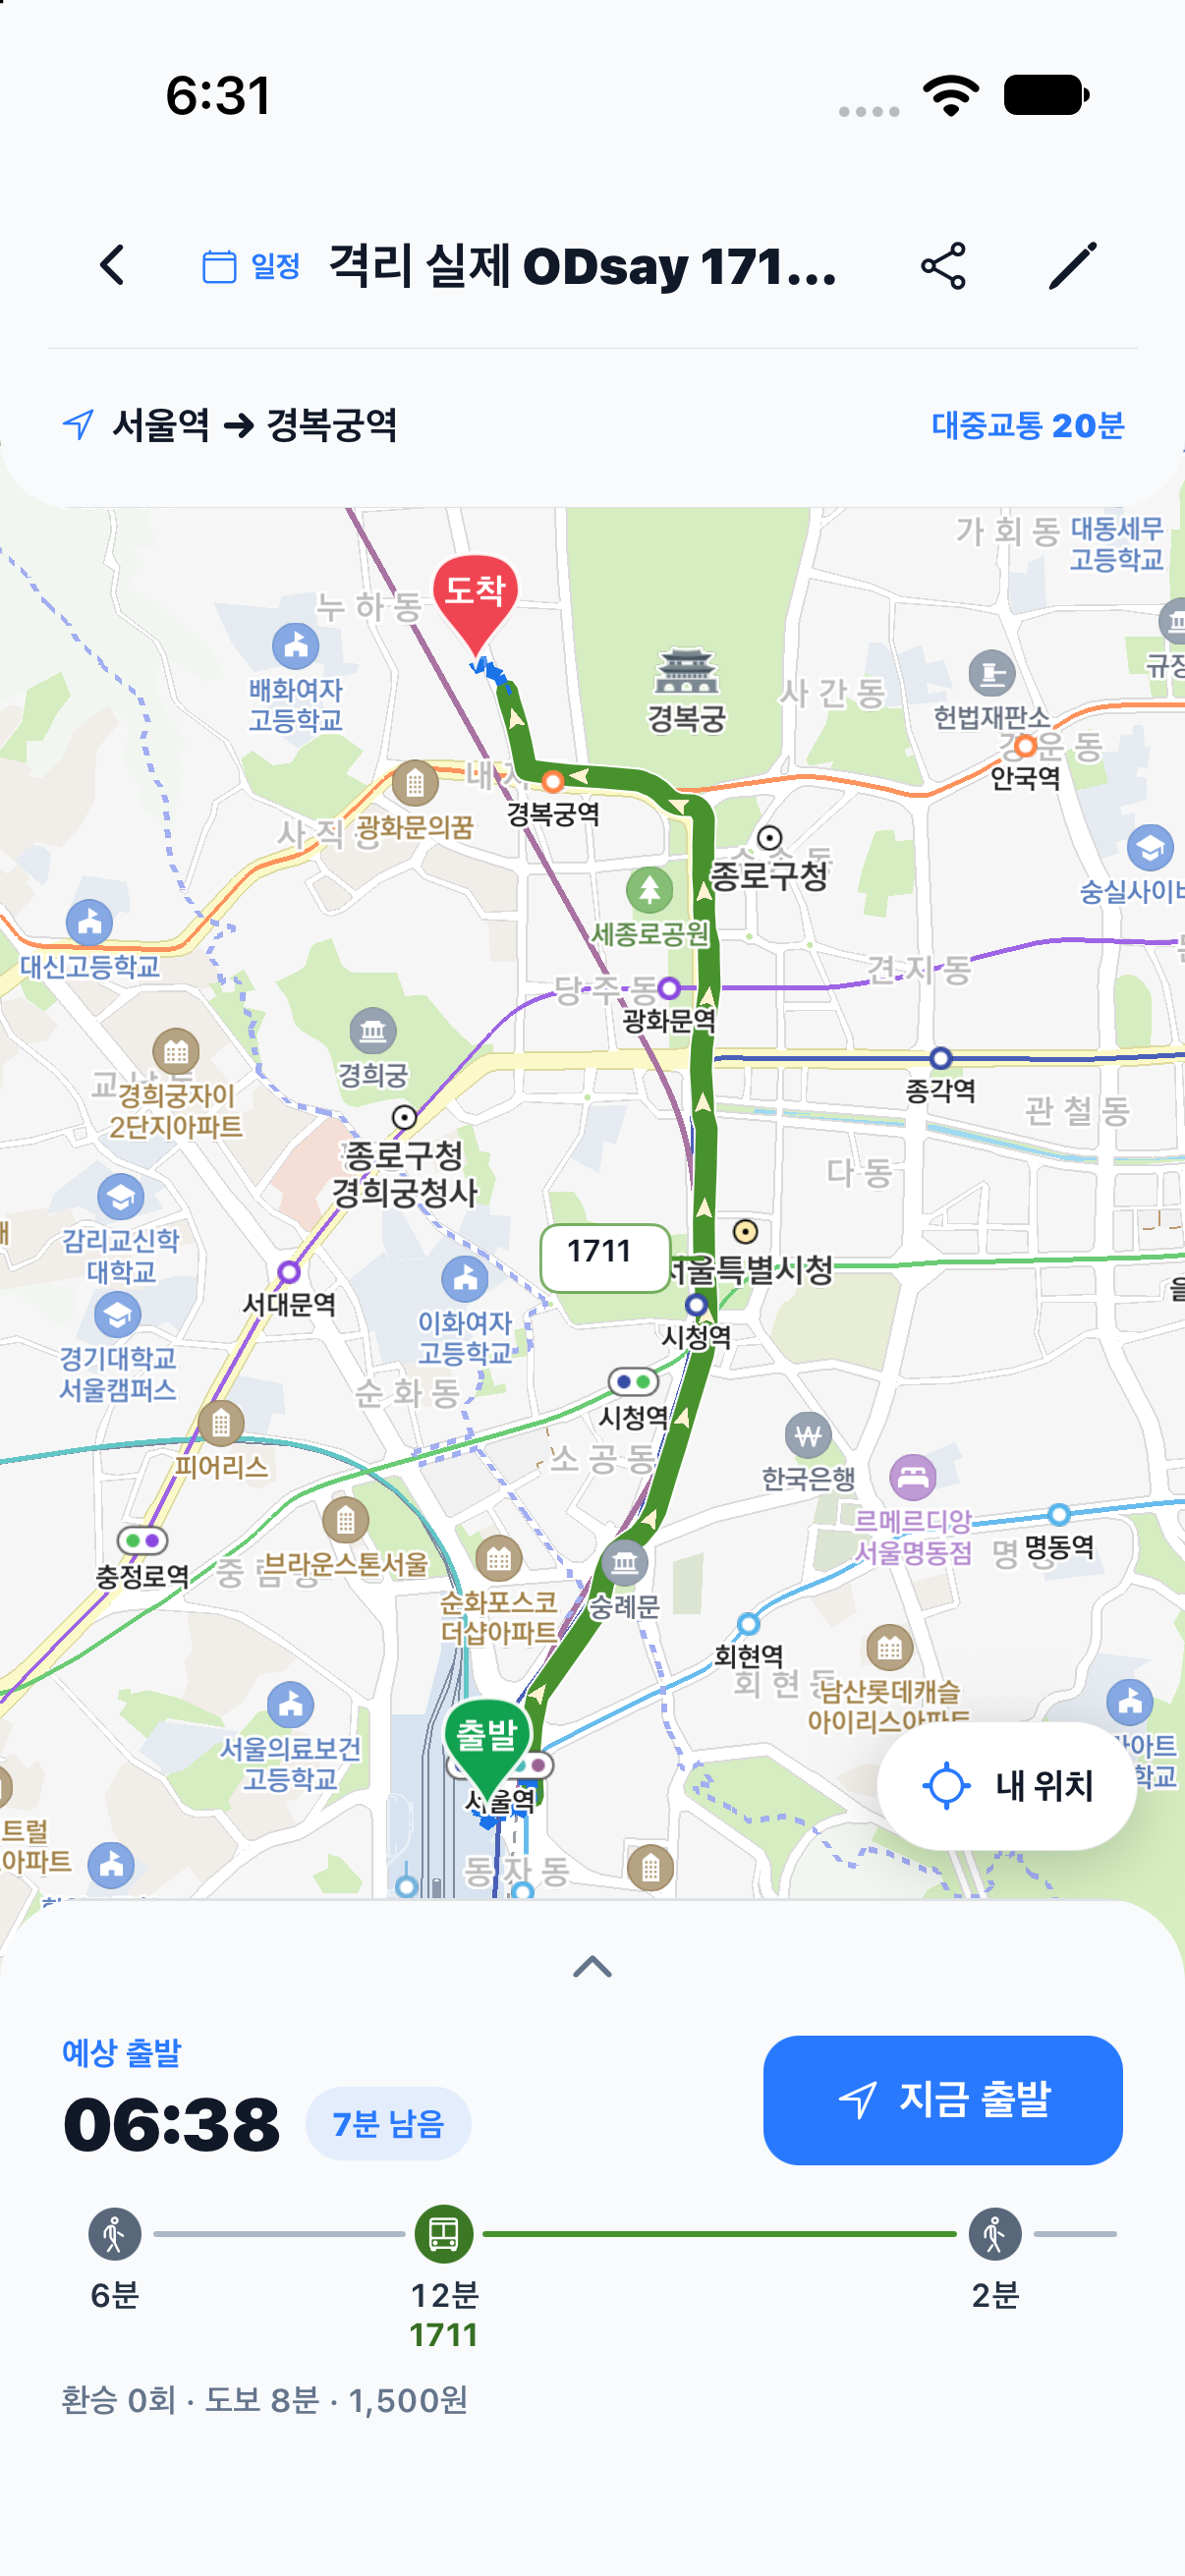 6:31
일정 격리 실제 ODsay 171...
서울역 → 경복궁역
대중교통 20분
가회동
대동세무
고등학교
누하동
도착
배화여자
고등학교
경복궁
사간동
헌법재판소
안국역
경복궁역
광화문의꿈
종로구청
세종로공원
대신고등학교
견지동
당주동
광화문역
경희궁
종각역
경희궁자이
2단지아파트
관철동
종로구청
경희궁청사
다동
감리교신학
대학교
1711
서울특별시청
서대문역
시청역
이화여자
고등학교
경기대학교
서울캠퍼스
순화동
시청역
소공동
한국은행
피어리스
르메르디앙
서울명동점
명동역
충정로역
브라운스톤서울
순화포스코
더샵아파트
숭례문
회현역
회현동
남산롯데캐슬
아이리스아파트
서울의료보건
고등학교
출발
서울역
내 위치
동자동
예상 출발
06:38
7분 남음
지금 출발
6분
12분
2분
1711
환승 0회 · 도보 8분 · 1,500원